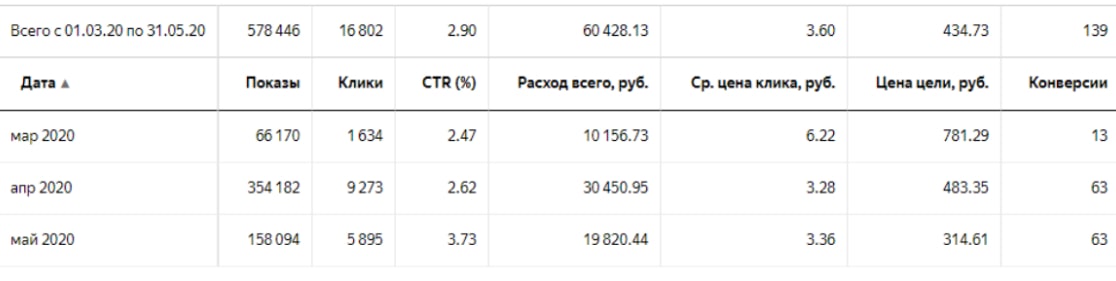 Всего с 01.03.20 по 31.05.20 578 446 16 802 2.90 60 428.13 3.60 434.73 139
Дата ▲ Показы Клики CTR (%) Расход всего, руб. Ср. цена клика, руб. Цена цели, руб. Конверсии
мар 2020 66 170 1 634 2.47 10 156.73 6.22 781.29 13
апр 2020 354 182 9 273 2.62 30 450.95 3.28 483.35 63
май 2020 158 094 5 895 3.73 19 820.44 3.36 314.61 63